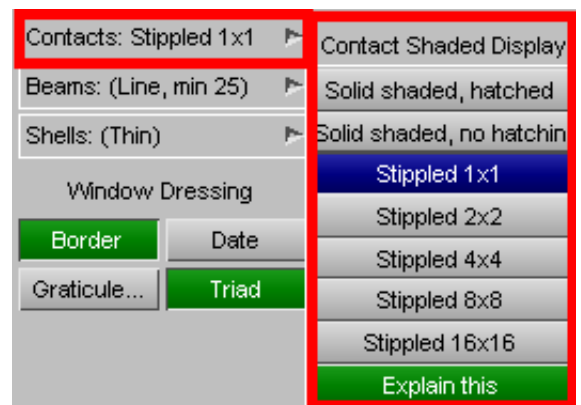 Contacts: Stippled 1x1
Beams: (Line, min 25)
Shells: (Thin)
Window Dressing
Border
Date
Graticule...
Triad
Contact Shaded Display
Solid shaded, hatched
Solid shaded, no hatchin
Stippled 1x1
Stippled 2x2
Stippled 4x4
Stippled 8x8
Stippled 16x16
Explain this